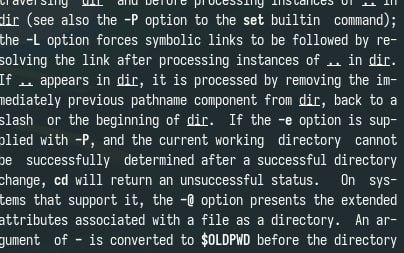 traversing dir and before processing instances of .. in
dir (see also the -P option to the set builtin  command);
the -L option forces symbolic links to be followed by re-
solving the link after processing instances of .. in dir.
If .. appears in dir, it is processed by removing the im-
mediately previous pathname component from dir, back to a
slash  or the beginning of dir.  If the -e option is sup-
plied with -P, and the current working  directory  cannot
be  successfully  determined after a successful directory
change, cd will return an unsuccessful status.   On  sys-
tems that support it, the -@ option presents the extended
attributes associated with a file as a directory.  An ar-
gument  of - is converted to $OLDPWD before the directory